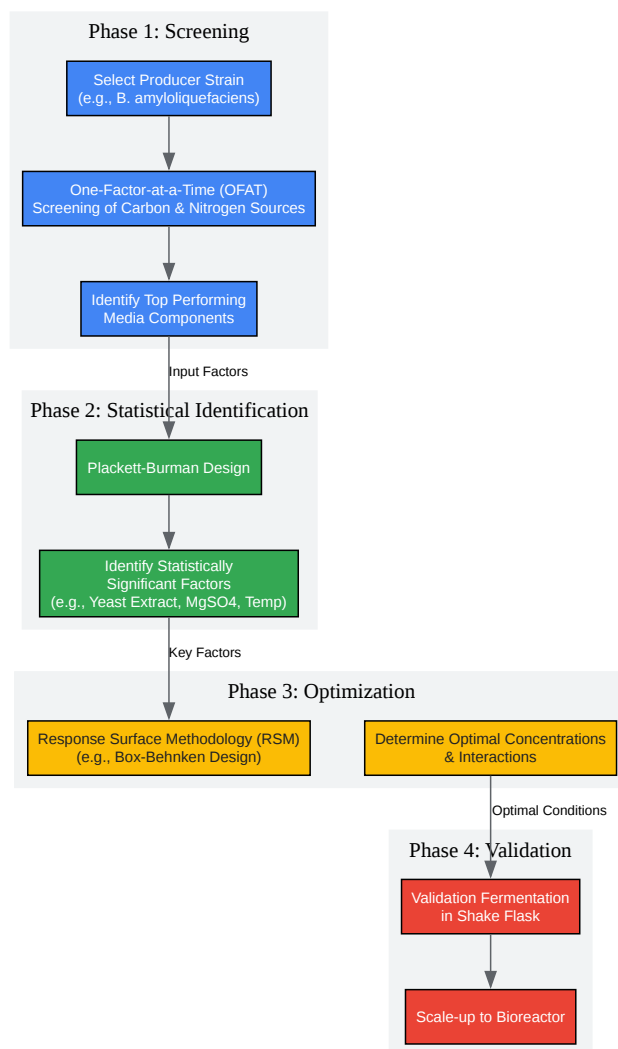 Phase 1: Screening
Select Producer Strain
(e.g., B. amyloliquefaciens)
One-Factor-at-a-Time (OFAT)
Screening of Carbon & Nitrogen Sources
Identify Top Performing
Media Components
Input Factors
Phase 2: Statistical Identification
Plackett-Burman Design
Identify Statistically
Significant Factors
(e.g., Yeast Extract, MgSO4, Temp)
Key Factors
Phase 3: Optimization
Response Surface Methodology (RSM)
(e.g., Box-Behnken Design)
Determine Optimal Concentrations
& Interactions
Optimal Conditions
Phase 4: Validation
Validation Fermentation
in Shake Flask
Scale-up to Bioreactor